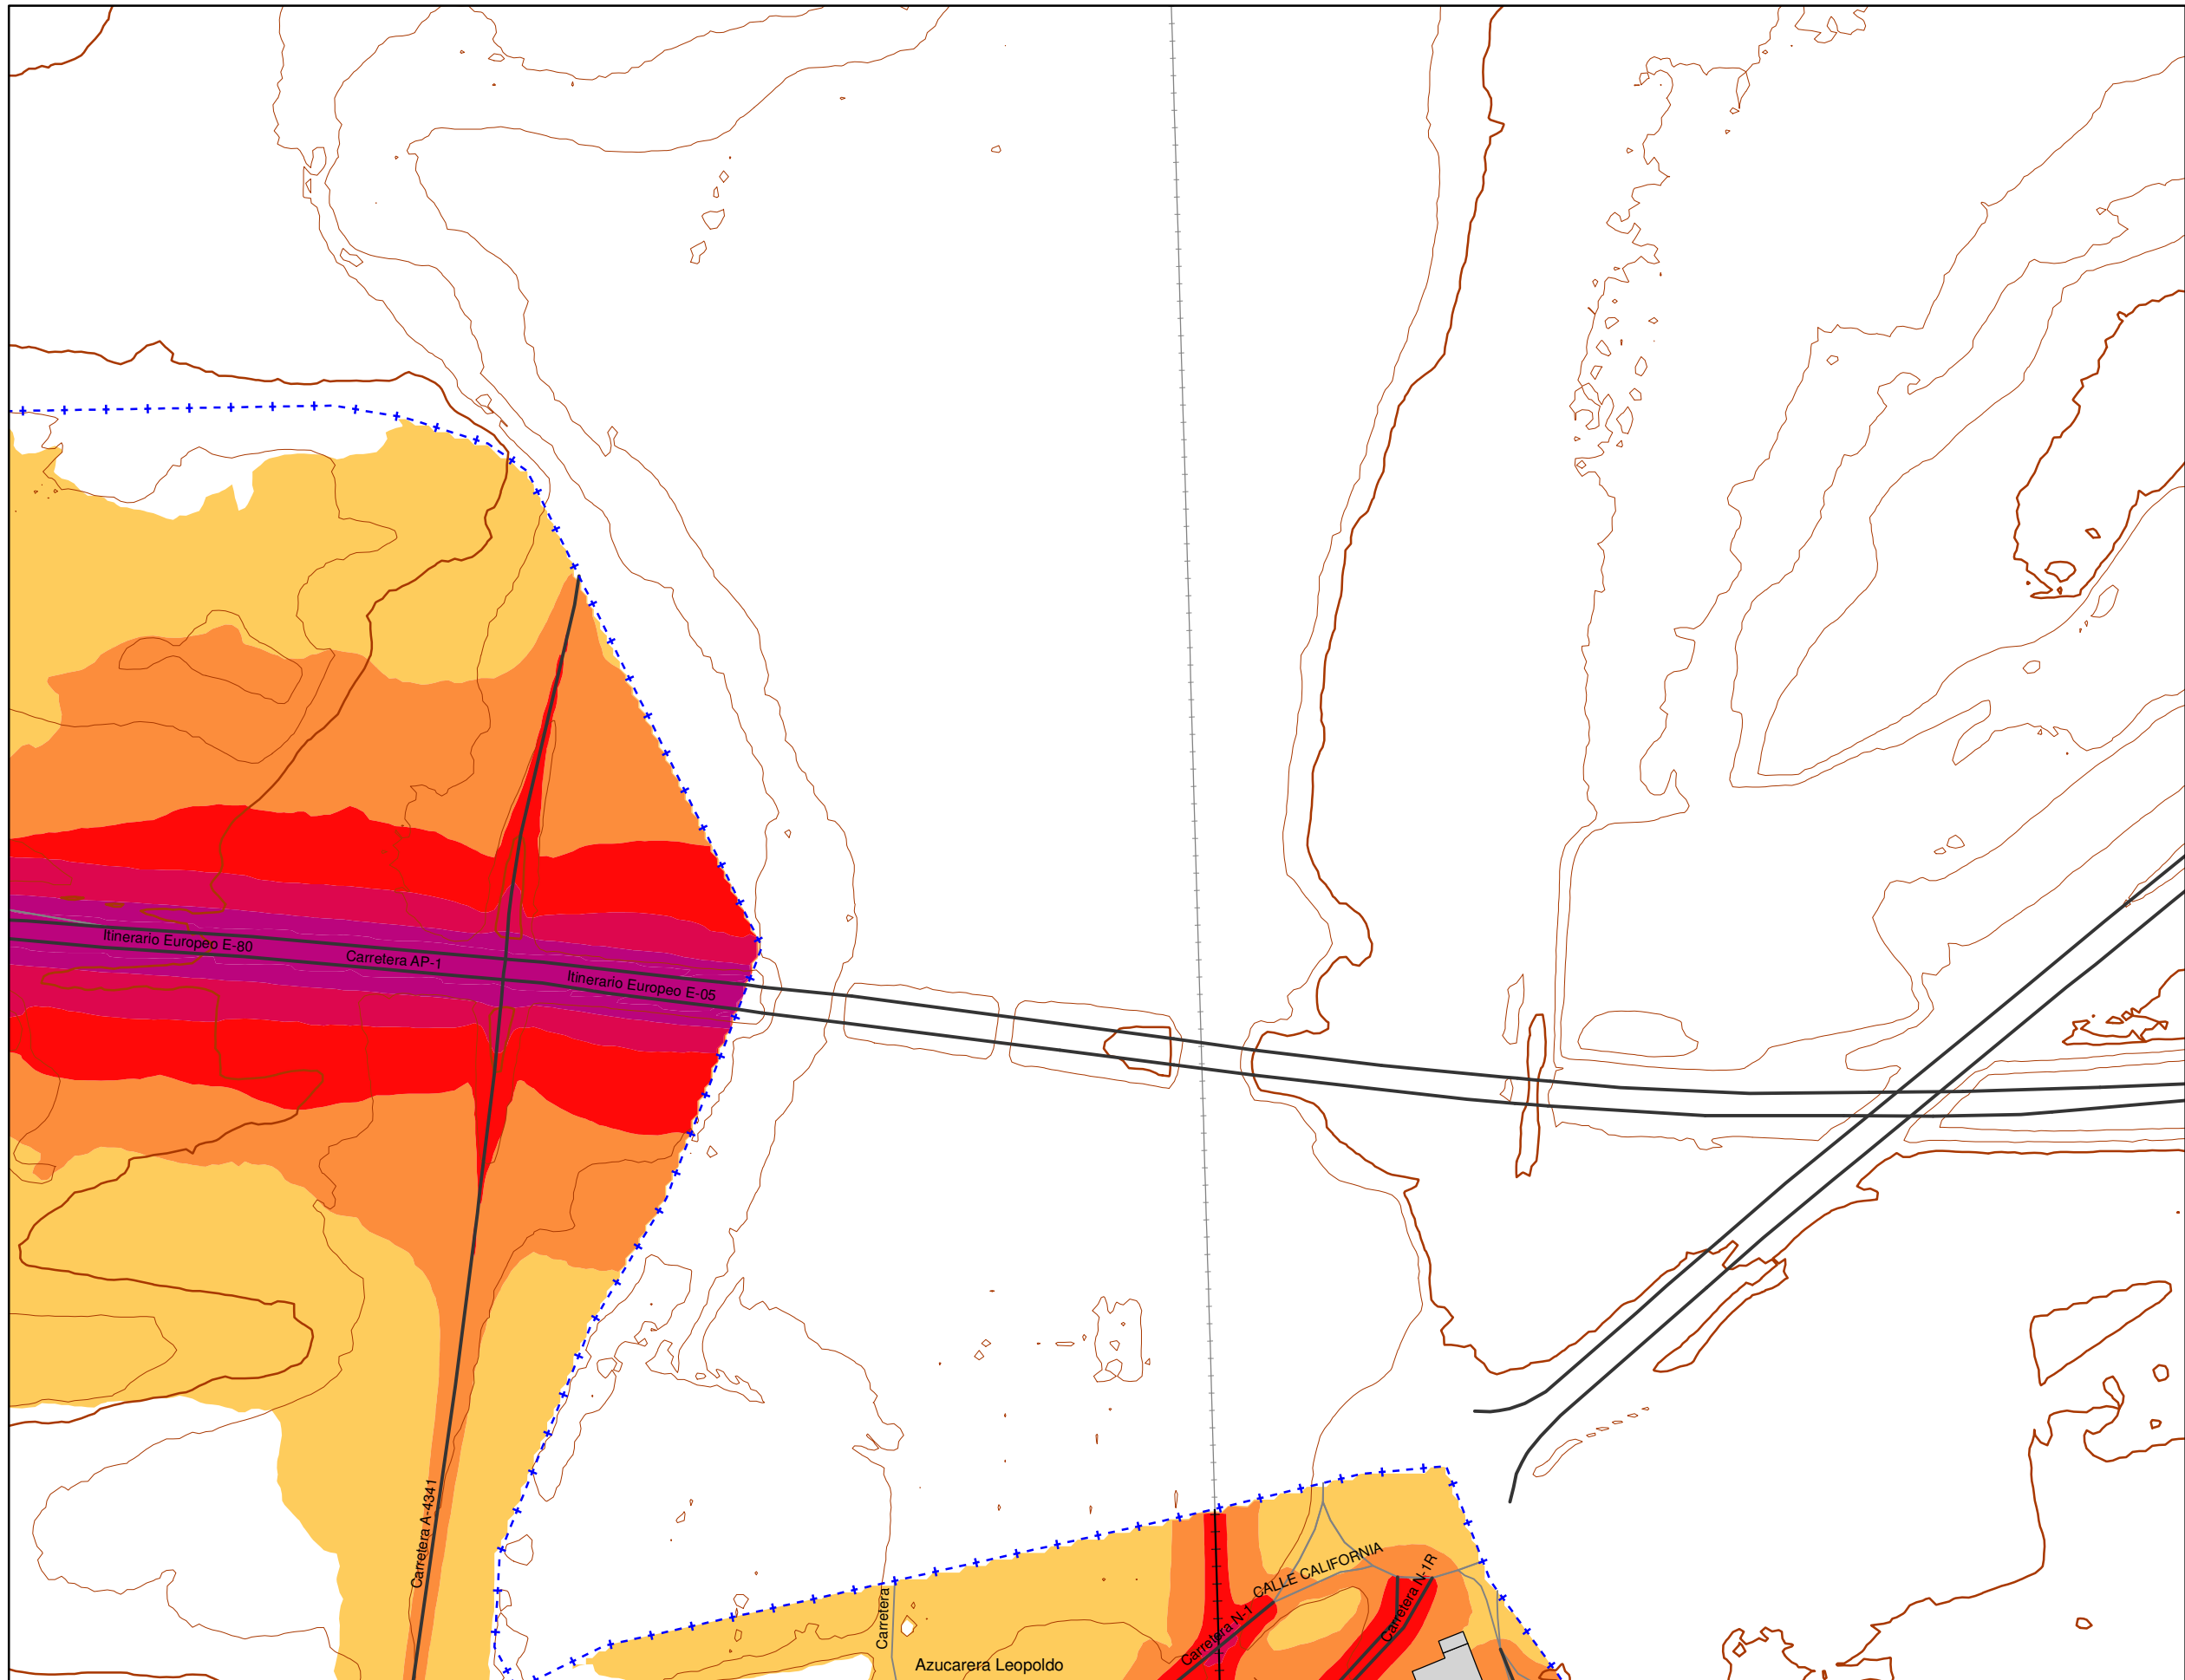 Itinerario Europeo E-80
Carretera AP-1
Itinerario Europeo E-05
Carretera A-4341
CALLE CALIFORNIA
Carretera N-1R
Carretera
Carretera N-1
Azucarera Leopoldo